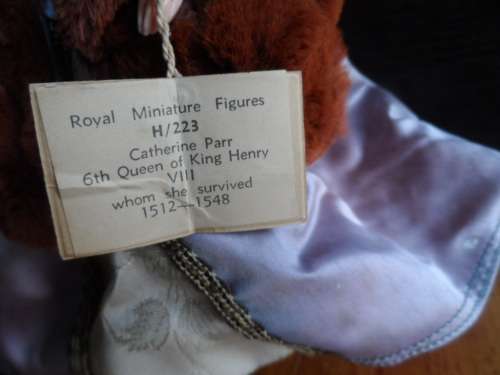 Royal Miniature Figures
H/223
Catherine Parr
6th Queen of King Henry
VIII
whom she survived
1512—1548